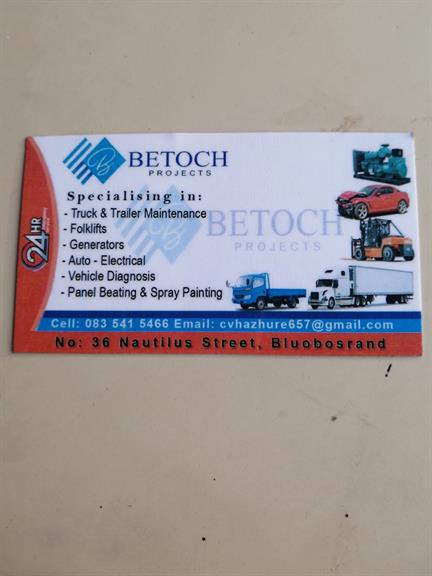 BETOCH
PROJECTS
Specialising in:
- Truck & Trailer Maintenance
- Folklifts
- Generators
- Auto - Electrical
- Vehicle Diagnosis
- Panel Beating & Spray Painting
24HR
BETOCH
PROJECTS
Cell: 083 541 5466 Email: cvhazhure657@gmail.com
No: 36 Nautilus Street, Bluobosrand